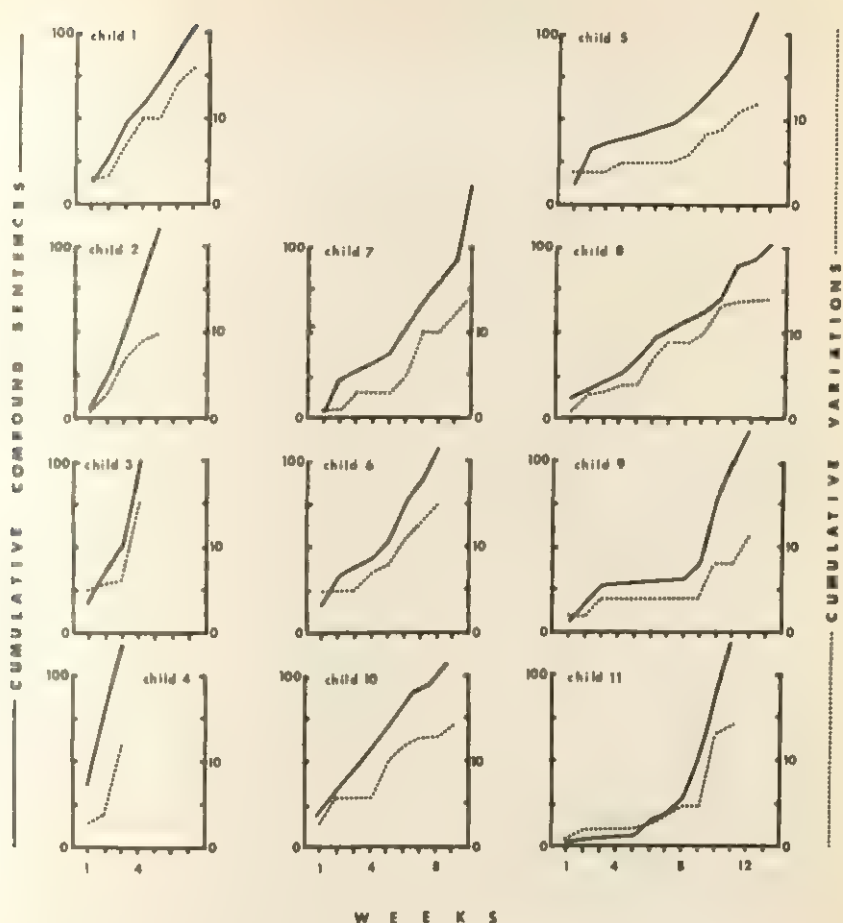 CUMULATIVE COMPOUND SENTENCES
CUMULATIVE VARIATIONS
100 child 1
10
0 0
100 child 5
10
0 0
100 child 2
10
0 0
100 child 7
10
0 0
100 child 8
10
0 0
100 child 3
10
0 0
100 child 6
10
0 0
100 child 9
10
0 0
100 child 4
10
0 0
1 4
100 child 10
10
0 0
1 4 8
100 child 11
10
0 0
1 4 8 12
WEEKS